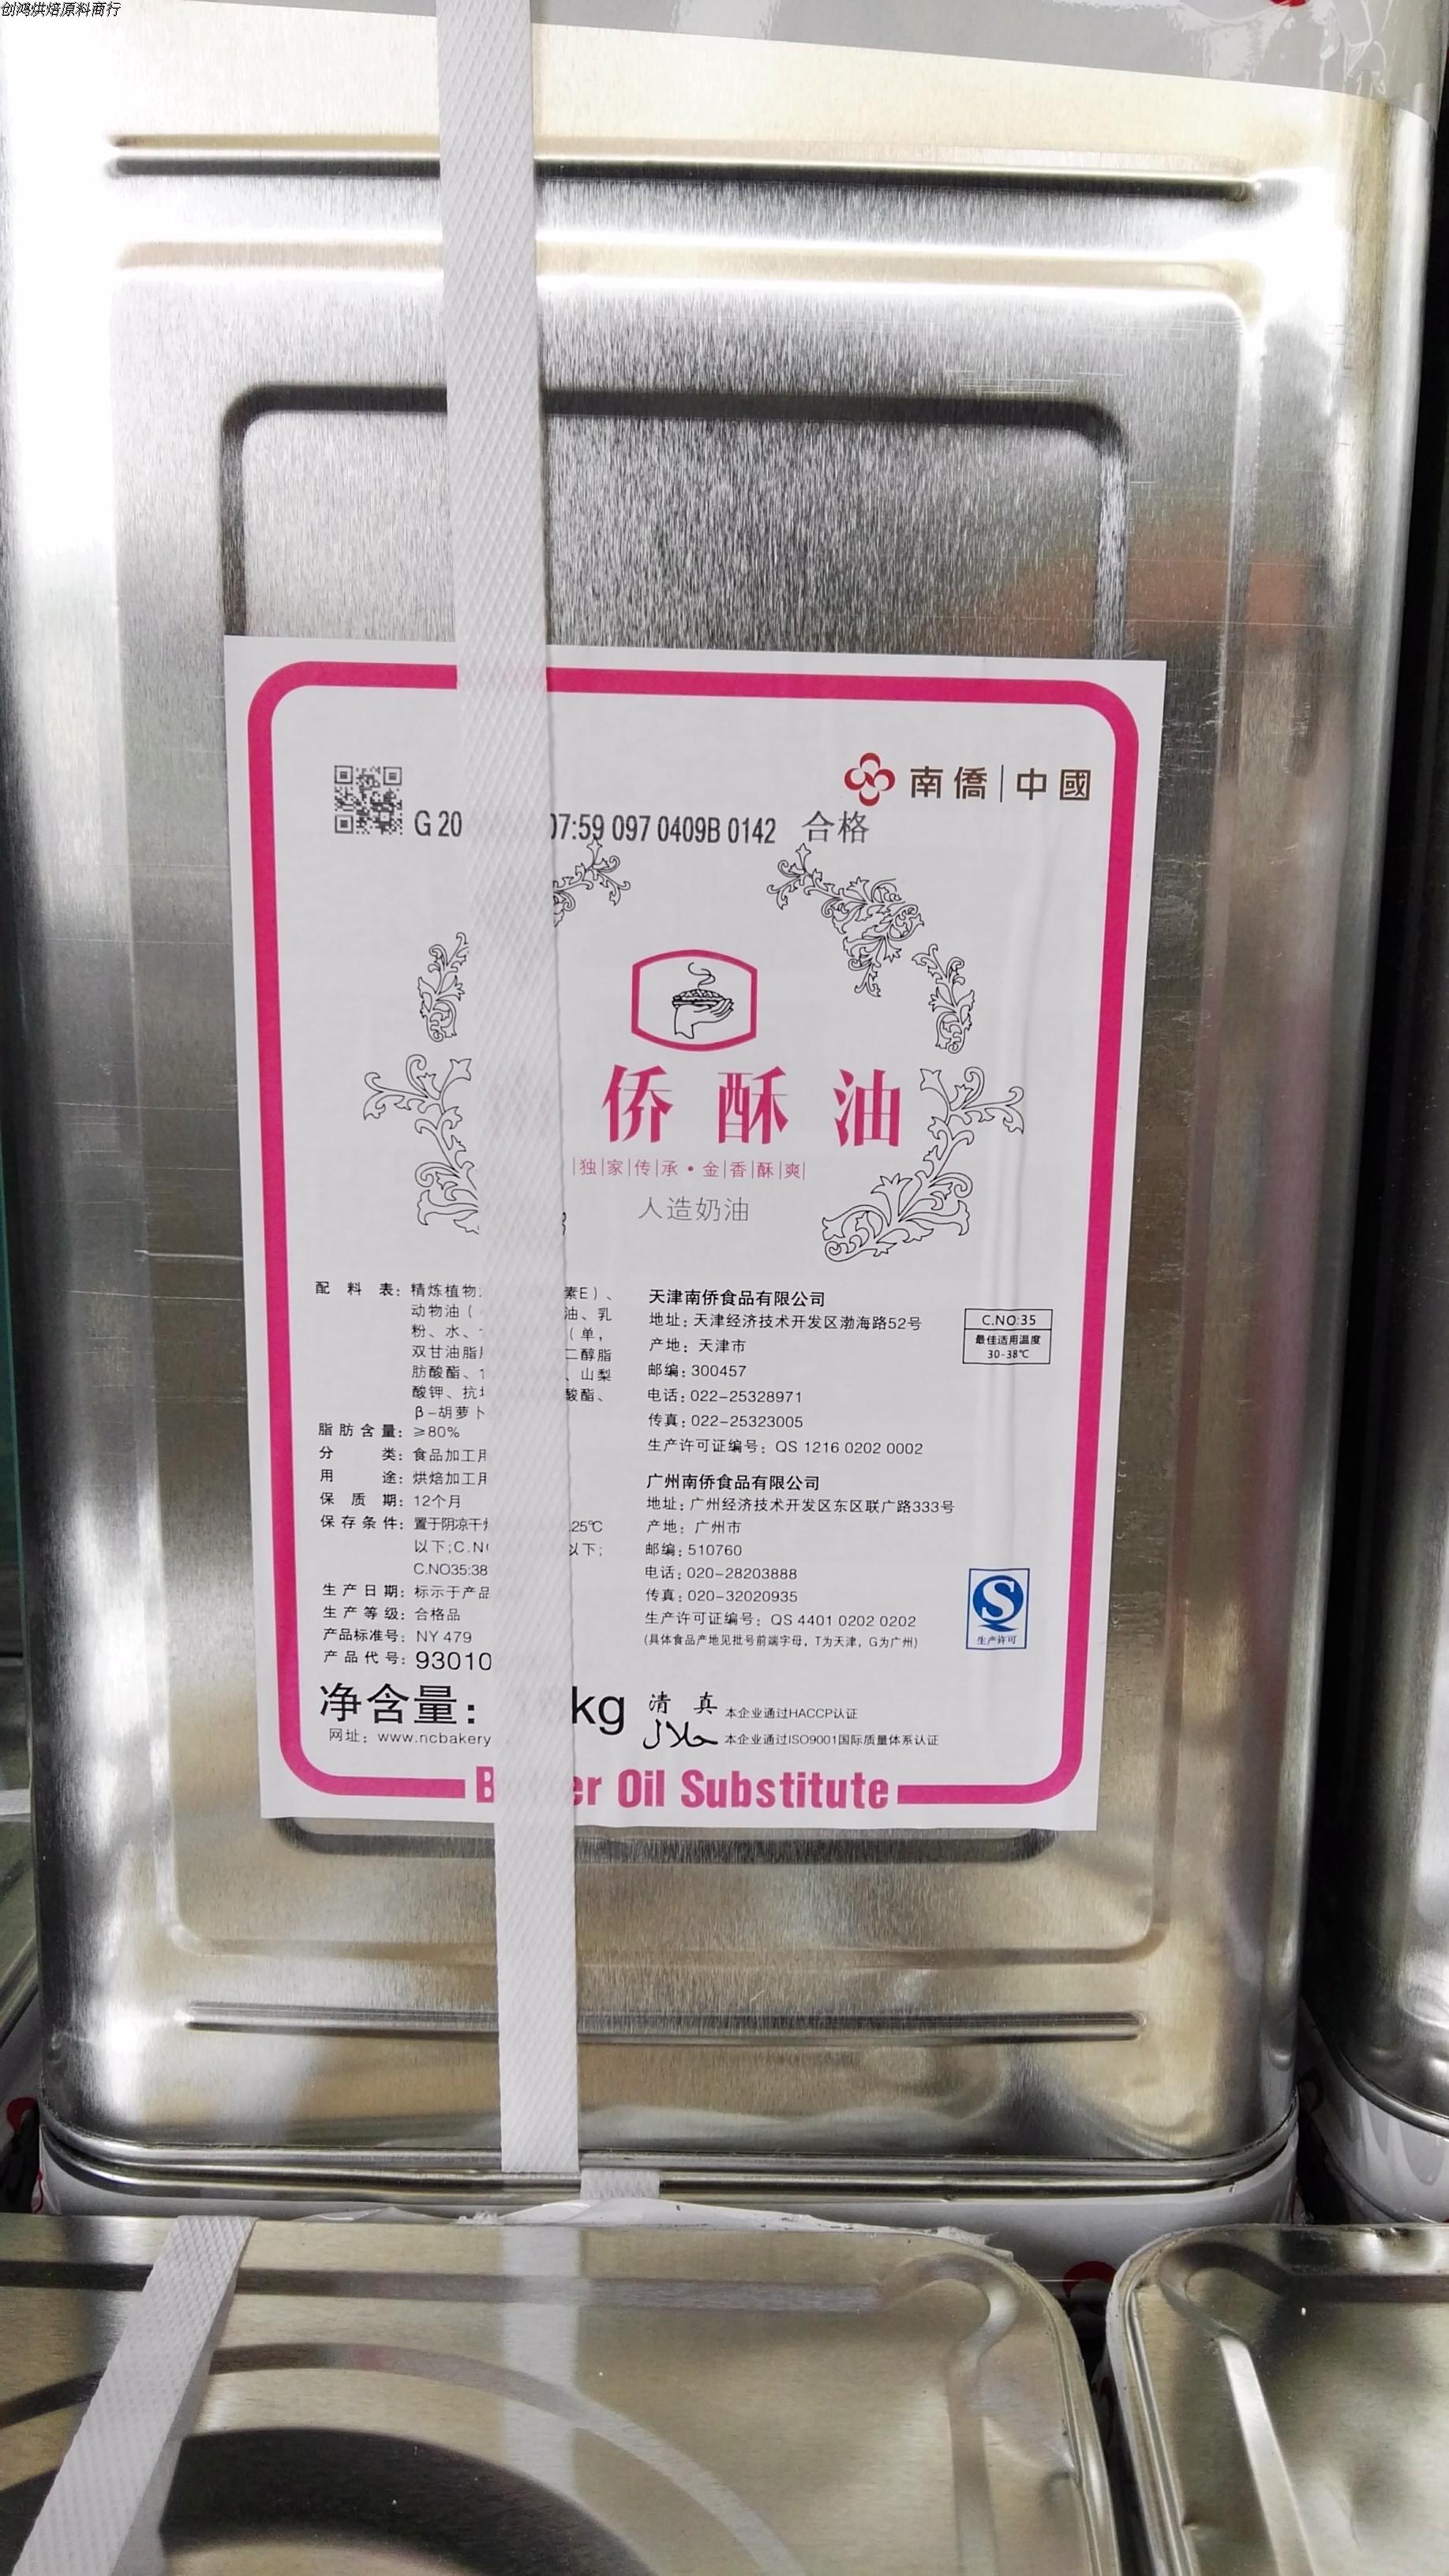 创鸿烘焙原料商行
南僑|中國
G 20 07:59 097 0409B 0142 合格
侨酥油
|独|家|传|承·金|香|酥|爽|
人造奶油
配料表：精炼植物 素E）、
动物油（ 油、乳
粉、水、 （单，
双甘油脂 二醇脂
肪酸酯、 、山梨
酸钾、抗 酸酯、
β-胡萝卜
脂肪含量：≥80%
分类：食品加工用
用途：烘焙加工用
保质期：12个月
保存条件：置于阴凉干 25℃
以下;C.N 以下;
C.NO35:38
生产日期：标示于产品
生产等级：合格品
产品标准号：NY 479
产品代号：93010
净含量： kg
网址：www.ncbakery
天津南侨食品有限公司
地址：天津经济技术开发区渤海路52号
产地：天津市
邮编：300457
电话：022-25328971
传真：022-25323005
生产许可证编号：QS 1216 0202 0002
广州南侨食品有限公司
地址：广州经济技术开发区东区联广路333号
产地：广州市
邮编：510760
电话：020-28203888
传真：020-32020935
生产许可证编号：QS 4401 0202 0202
(具体食品产地见批号前端字母，T为天津，G为广州)
C.NO:35
最佳适用温度
30-38℃
生产许可
清真 本企业通过HACCP认证
حلال 本企业通过ISO9001国际质量体系认证
B er Oil Substitute